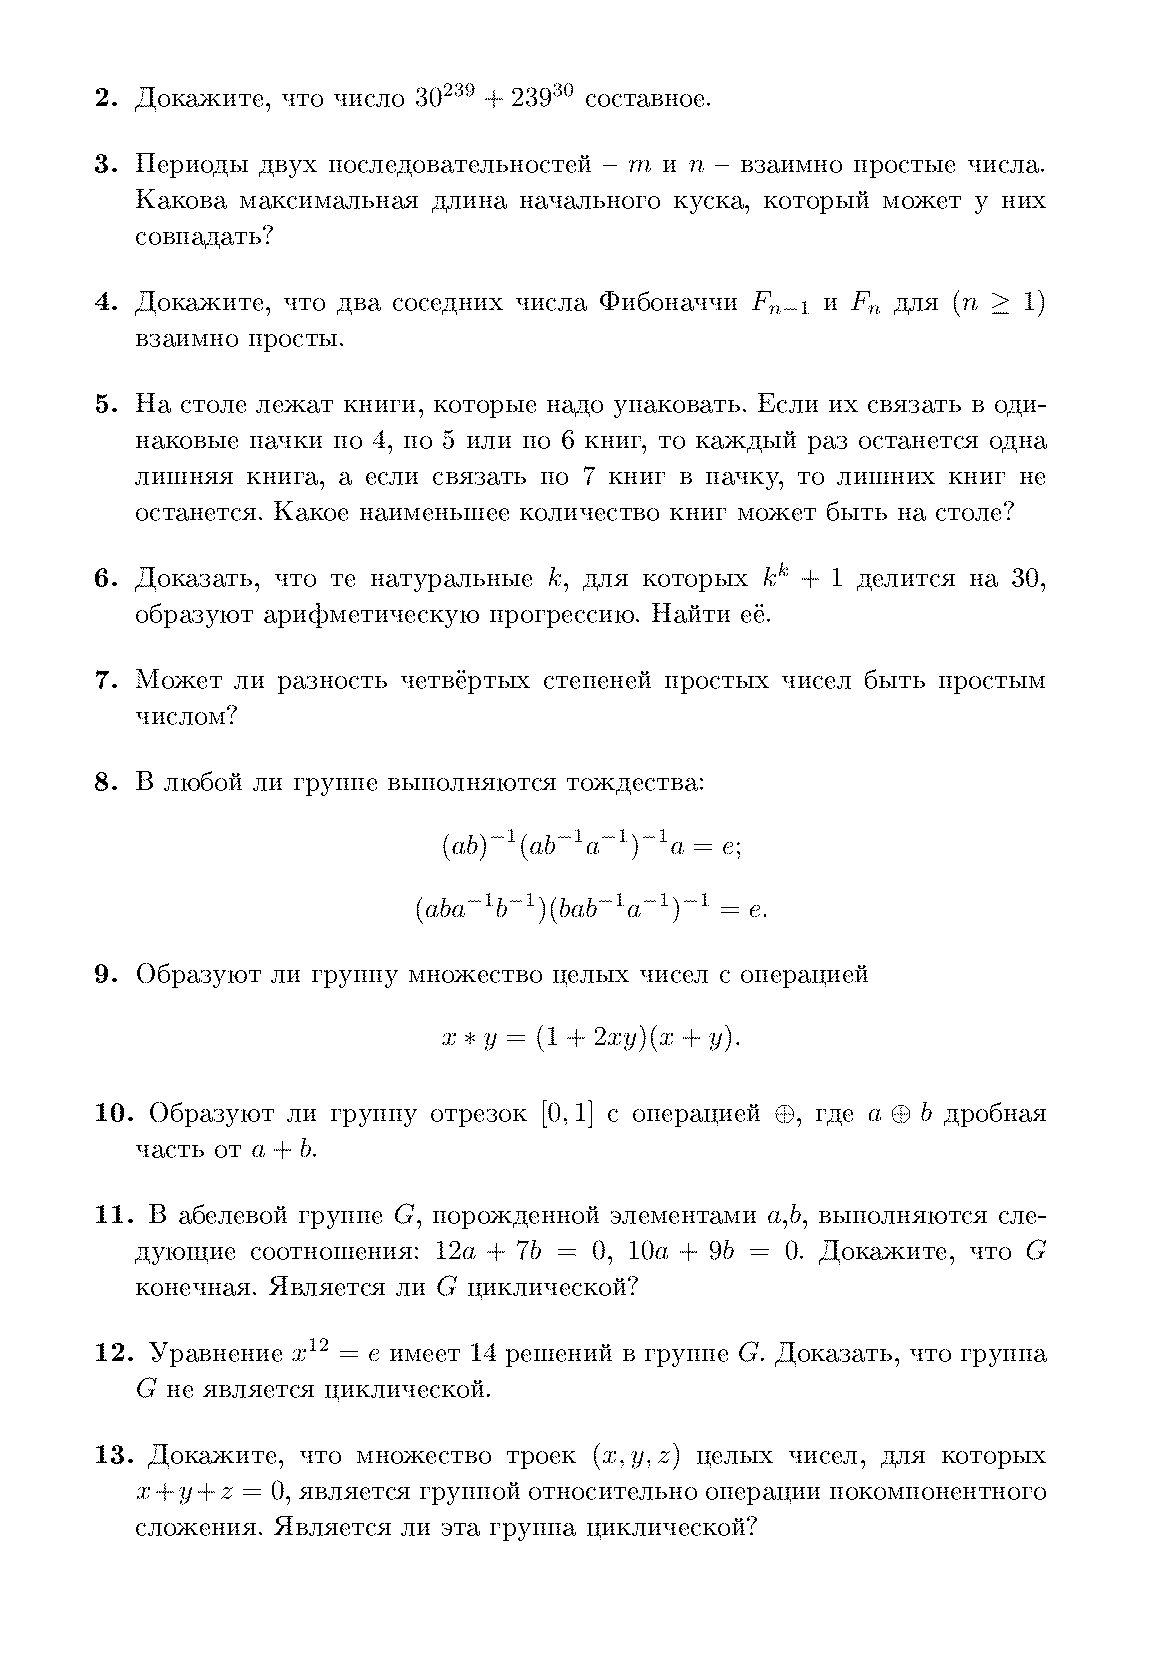 2. Докажите, что число 30^239 + 239^30 составное.
3. Периоды двух последовательностей – m и n – взаимно простые числа.
Какова максимальная длина начального куска, который может у них
совпадать?
4. Докажите, что два соседних числа Фибоначчи F_{n−1} и F_n для (n ≥ 1)
взаимно просты.
5. На столе лежат книги, которые надо упаковать. Если их связать в оди-
наковые пачки по 4, по 5 или по 6 книг, то каждый раз останется одна
лишняя книга, а если связать по 7 книг в пачку, то лишних книг не
останется. Какое наименьшее количество книг может быть на столе?
6. Доказать, что те натуральные k, для которых k^k + 1 делится на 30,
образуют арифметическую прогрессию. Найти её.
7. Может ли разность четвёртых степеней простых чисел быть простым
числом?
8. В любой ли группе выполняются тождества:
(ab)^{−1}(ab^{−1}a^{−1})^{−1}a = e;
(aba^{−1}b^{−1})(bab^{−1}a^{−1})^{−1} = e.
9. Образуют ли группу множество целых чисел с операцией
x ∗ y = (1 + 2xy)(x + y).
10. Образуют ли группу отрезок [0, 1] с операцией ⊕, где a ⊕ b дробная
часть от a + b.
11. В абелевой группе G, порожденной элементами a,b, выполняются сле-
дующие соотношения: 12a + 7b = 0, 10a + 9b = 0. Докажите, что G
конечная. Является ли G циклической?
12. Уравнение x^12 = e имеет 14 решений в группе G. Доказать, что группа
G не является циклической.
13. Докажите, что множество троек (x, y, z) целых чисел, для которых
x + y + z = 0, является группой относительно операции покомпонентного
сложения. Является ли эта группа циклической?